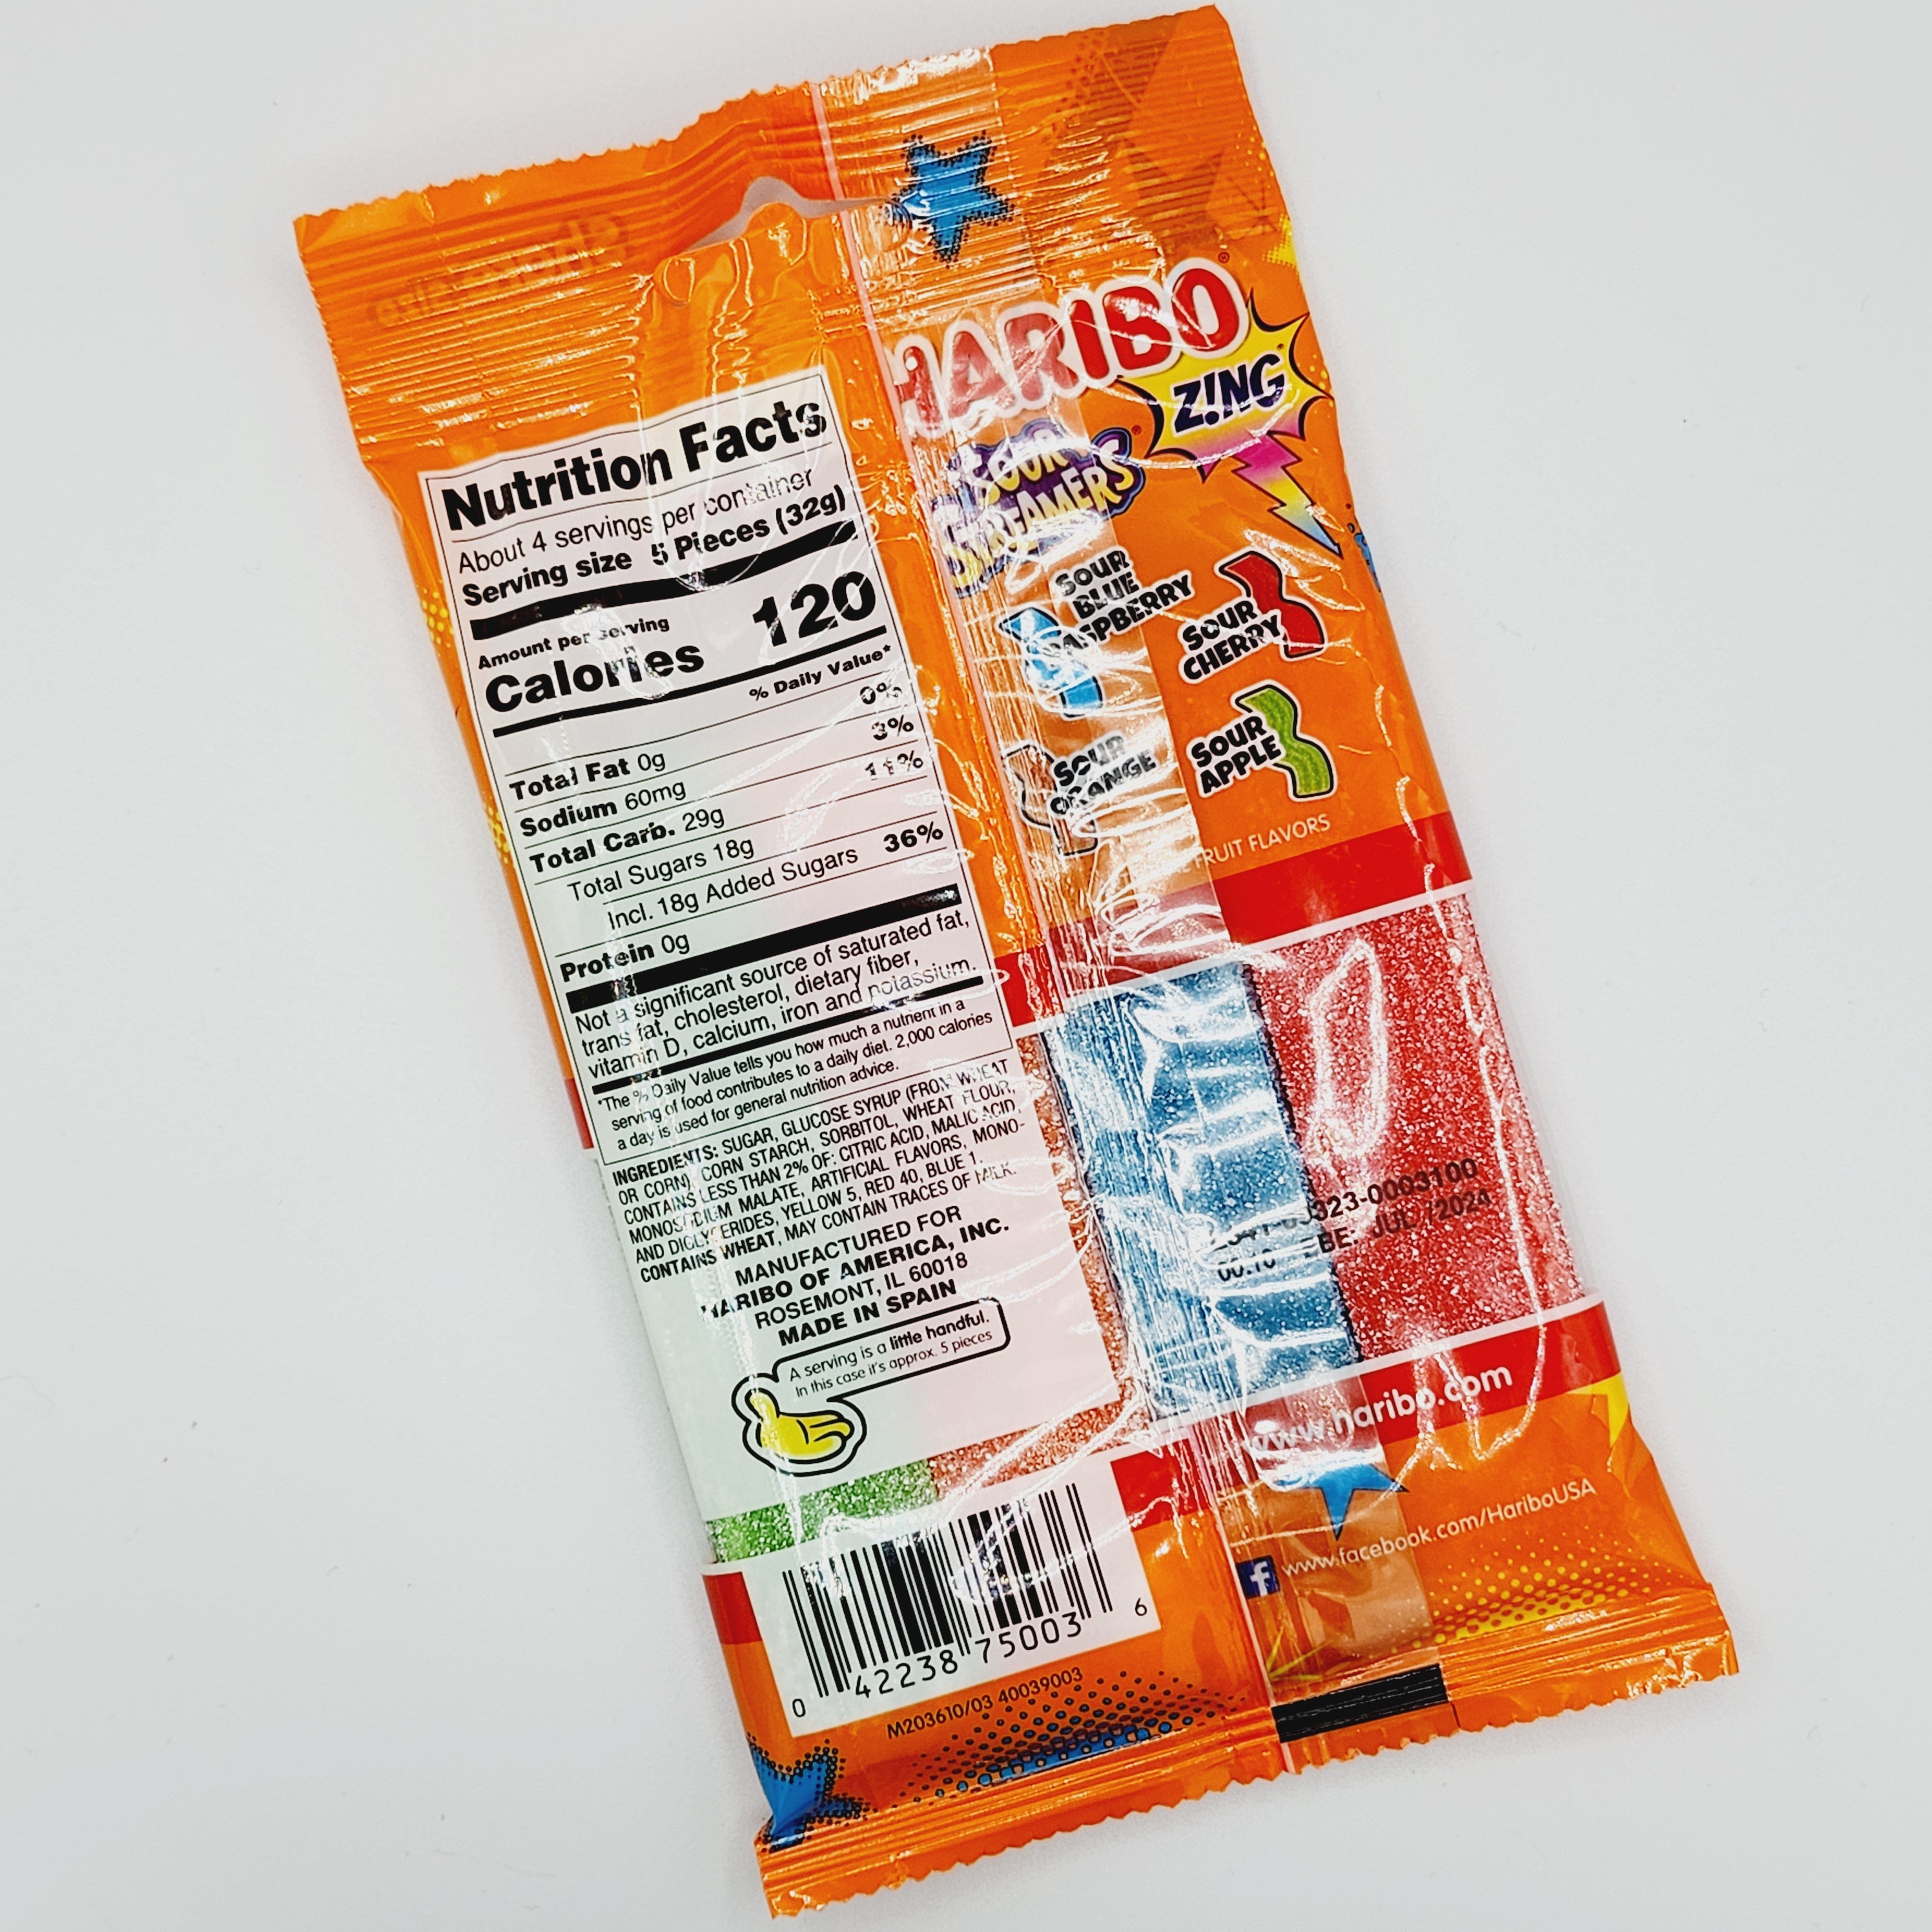 Nutrition Facts
About 4 servings per container
Serving size 5 Pieces (32g)
Amount per serving
Calories 120
% Daily Value*
Total Fat 0g 0%
Sodium 60mg 3%
Total Carb. 29g 11%
Total Sugars 18g
Incl. 18g Added Sugars 36%
Protein 0g
Not a significant source of saturated fat,
trans fat, cholesterol, dietary fiber,
vitamin D, calcium, iron and potassium.
*The % Daily Value tells you how much a nutrient in a
serving of food contributes to a daily diet. 2,000 calories
a day is used for general nutrition advice.
INGREDIENTS: SUGAR, GLUCOSE SYRUP (FROM WHEAT
OR CORN), CORN STARCH, SORBITOL, WHEAT FLOUR,
CONTAINS LESS THAN 2% OF: CITRIC ACID, MALIC ACID,
MONOSODIUM MALATE, ARTIFICIAL FLAVORS, MONO-
AND DIGLYCERIDES, YELLOW 5, RED 40, BLUE 1.
CONTAINS WHEAT, MAY CONTAIN TRACES OF MILK.
MANUFACTURED FOR
HARIBO OF AMERICA, INC.
ROSEMONT, IL 60018
MADE IN SPAIN
A serving is a little handful.
In this case it's approx. 5 pieces
0 42238 75003 6
M203610/03 40039003
HARIBO®
Z!NG
SOUR
STREAMERS®
SOUR
BLUE
RASPBERRY
SOUR
CHERRY
SOUR
ORANGE
SOUR
APPLE
FRUIT FLAVORS
323-0003100
00:10 BE: JUL /2024
www.haribo.com
f www.facebook.com/HariboUSA